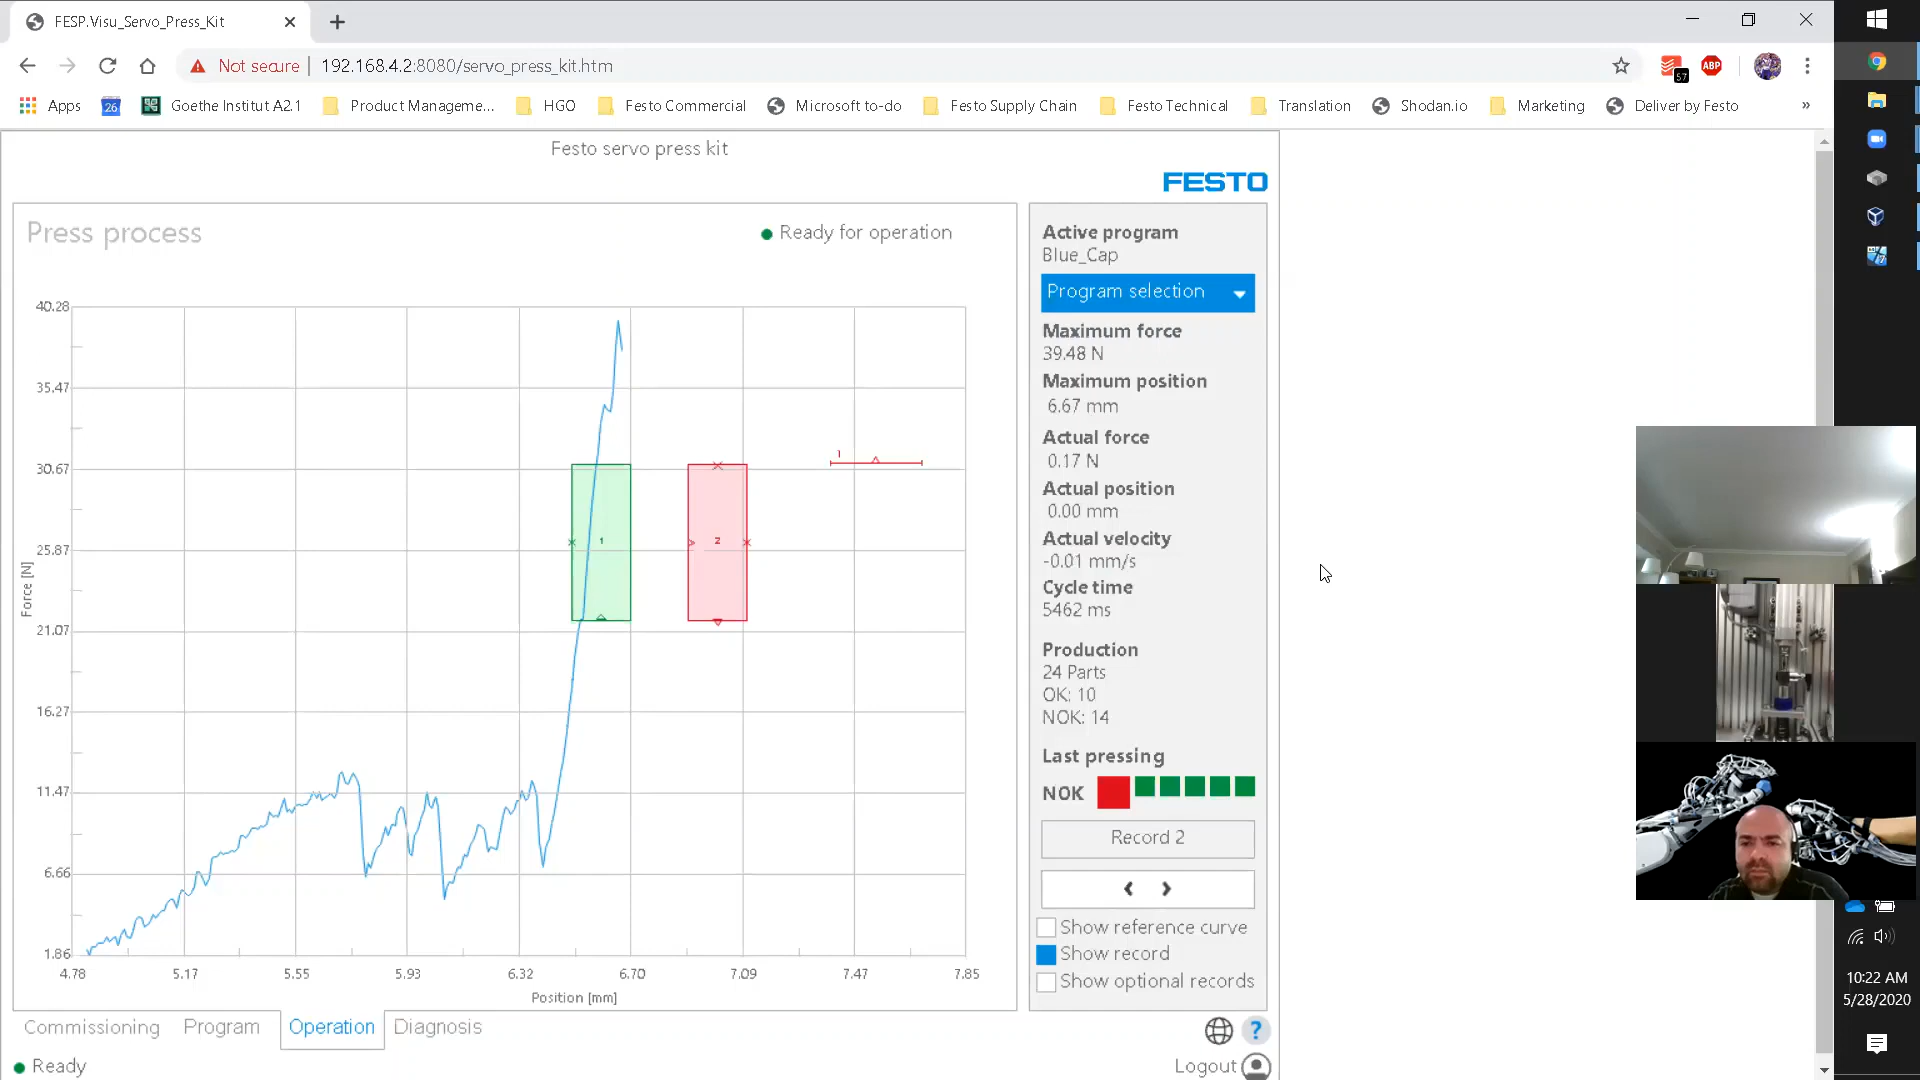 FESP.Visu_Servo_Press_Kit
Not secure | 192.168.4.2:8080/servo_press_kit.htm
57
ABP
Apps
26
Goethe Institut A2.1
Product Manageme...
HGO
Festo Commercial
Microsoft to-do
Festo Supply Chain
Festo Technical
Translation
Shodan.io
Marketing
Deliver by Festo
»
Festo servo press kit
FESTO
Press process
Ready for operation
40.28
35.47
30.67
25.87
21.07
16.27
11.47
6.66
1.86
Force [N]
1
2
1
4.78
5.17
5.55
5.93
6.32
6.70
7.09
7.47
7.85
Position [mm]
Active program
Blue_Cap
Program selection
Maximum force
39.48 N
Maximum position
6.67 mm
Actual force
0.17 N
Actual position
0.00 mm
Actual velocity
-0.01 mm/s
Cycle time
5462 ms
Production
24 Parts
OK: 10
NOK: 14
Last pressing
NOK
Record 2
Show reference curve
Show record
Show optional records
Commissioning
Program
Operation
Diagnosis
?
Ready
Logout
10:22 AM
5/28/2020